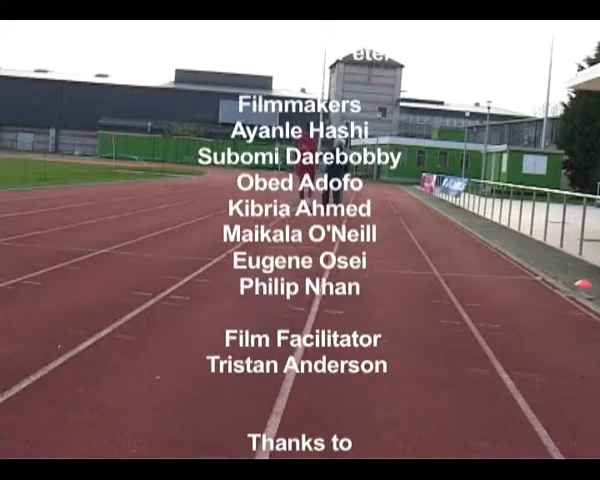 Filmmakers
Ayanle Hashi
Subomi Darebobby
Obed Adofo
Kibria Ahmed
Maikala O'Neill
Eugene Osei
Philip Nhan
Film Facilitator
Tristan Anderson
Thanks to